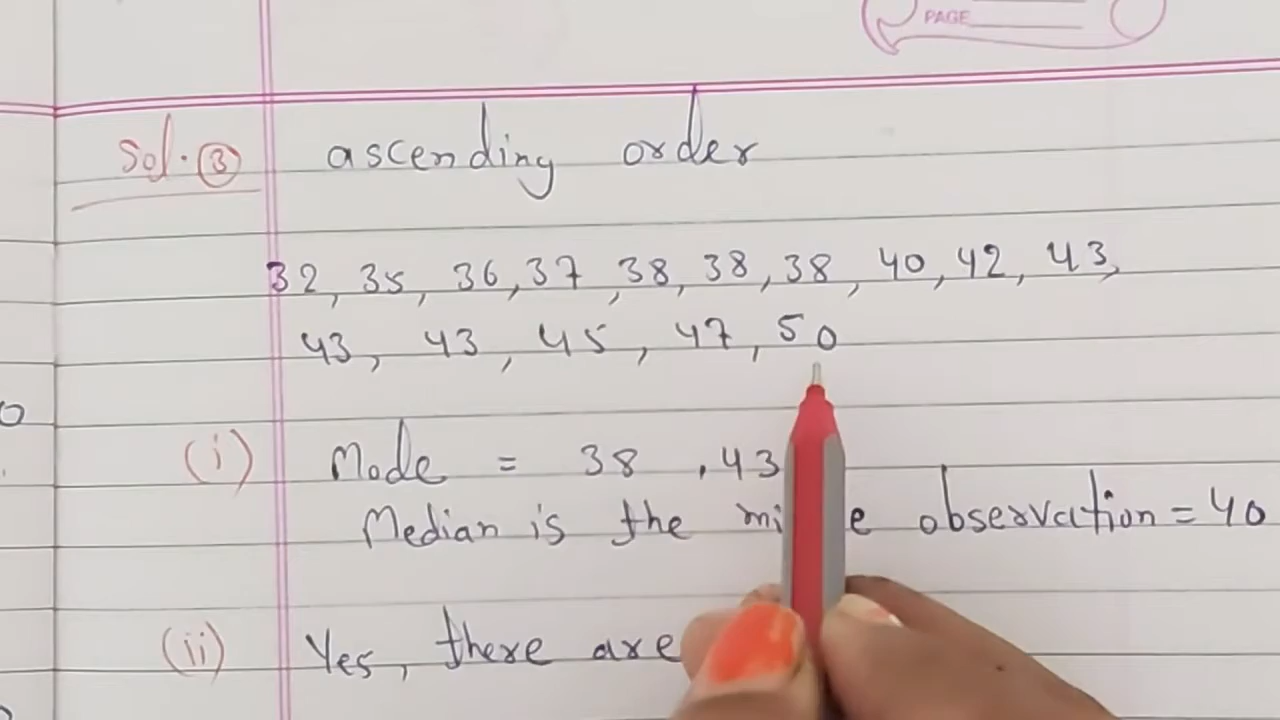 PAGE
Sol. (3) ascending order
32, 35, 36, 37, 38, 38, 38, 40, 42, 43,
43, 43, 45, 47, 50
(i) Mode = 38 , 43
Median is the observation = 40
(ii) Yes, there are